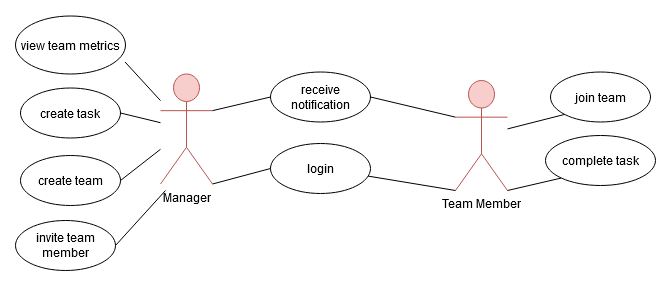 view team metrics
create task
create team
invite team
member
Manager
receive
notification
login
Team Member
join team
complete task